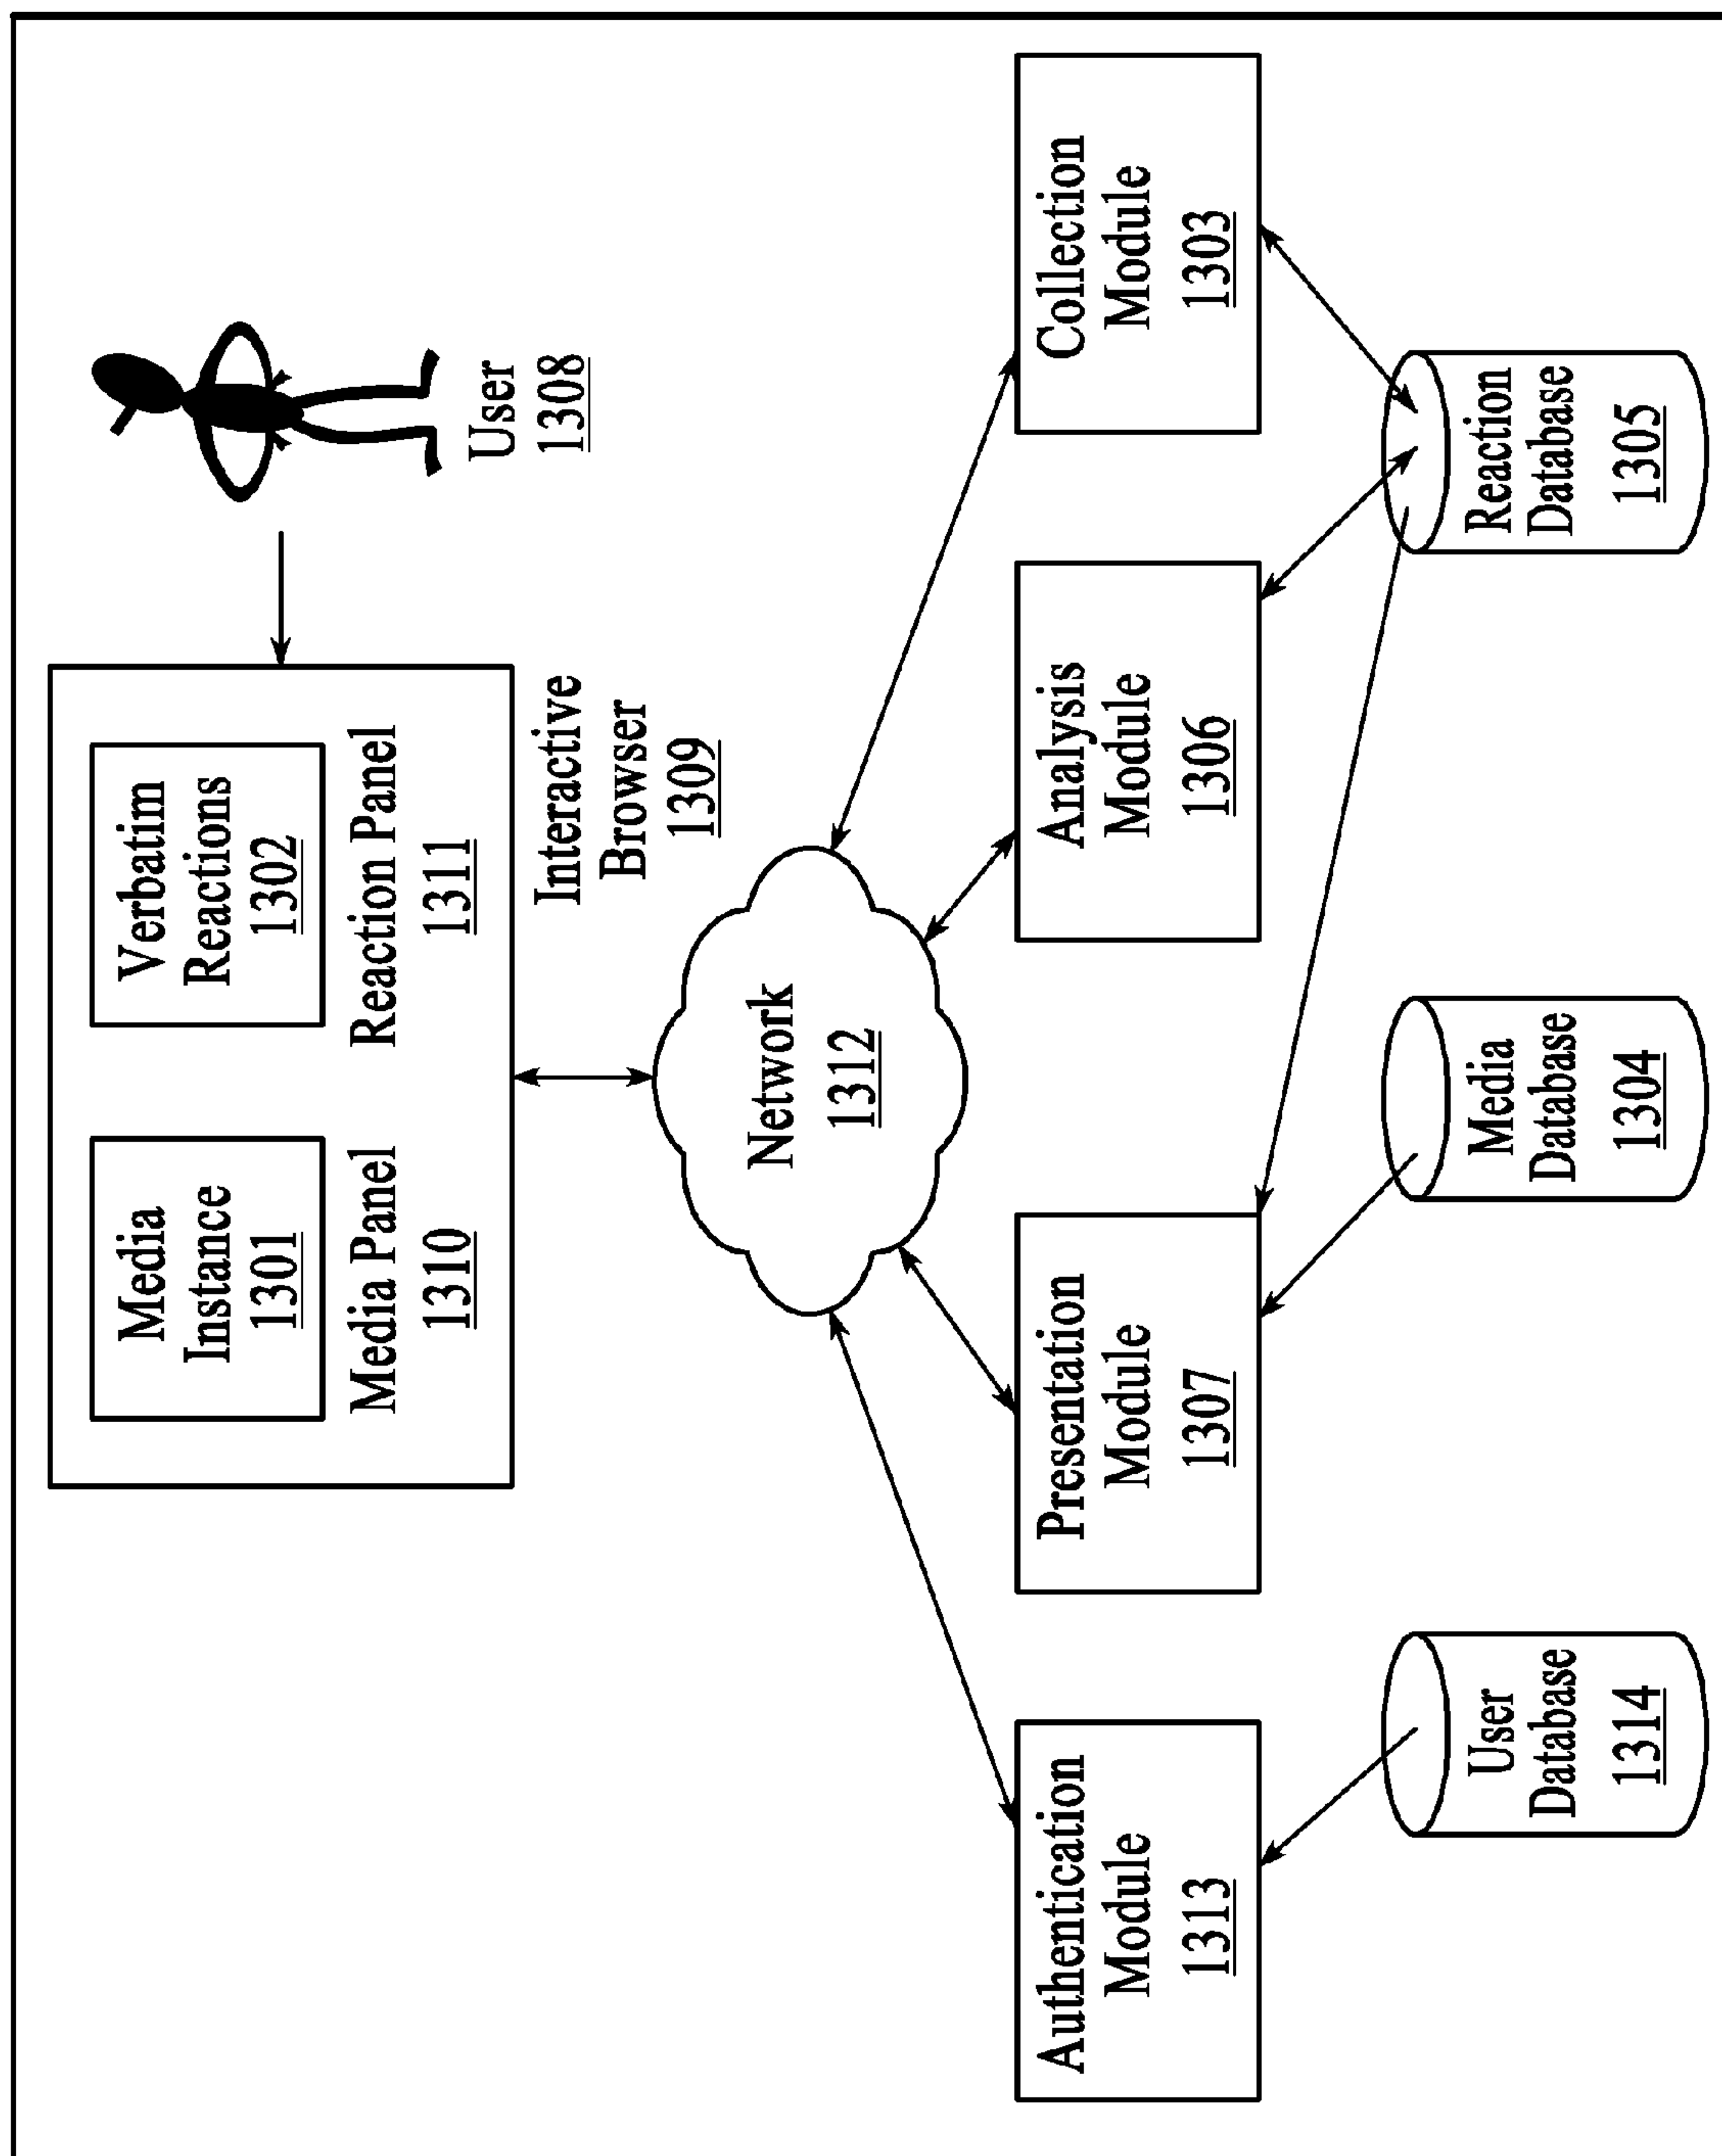 Media
Instance
1301
Media Panel
1310
Verbatim
Reactions
1302
Reaction Panel
1311
User
1308
Interactive
Browser
1309
Network
1312
Authentication
Module
1313
Presentation
Module
1307
Analysis
Module
1306
Collection
Module
1303
User
Database
1314
Media
Database
1304
Reaction
Database
1305